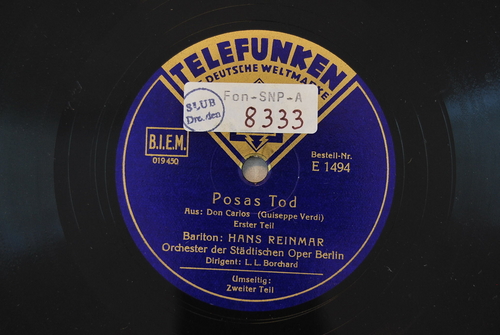 TELEFUNKEN
DEUTSCHE WELTMARKE
SLUB
Dresden
Fon-SNP-A
8333
B.I.E.M.
019450
Bestell-Nr.
E 1494
Posas Tod
Aus: Don Carlos (Guiseppe Verdi)
Erster Teil
Bariton: HANS REINMAR
Orchester der Städtischen Oper Berlin
Dirigent: L. L. Borchard
Umseitig:
Zweiter Teil